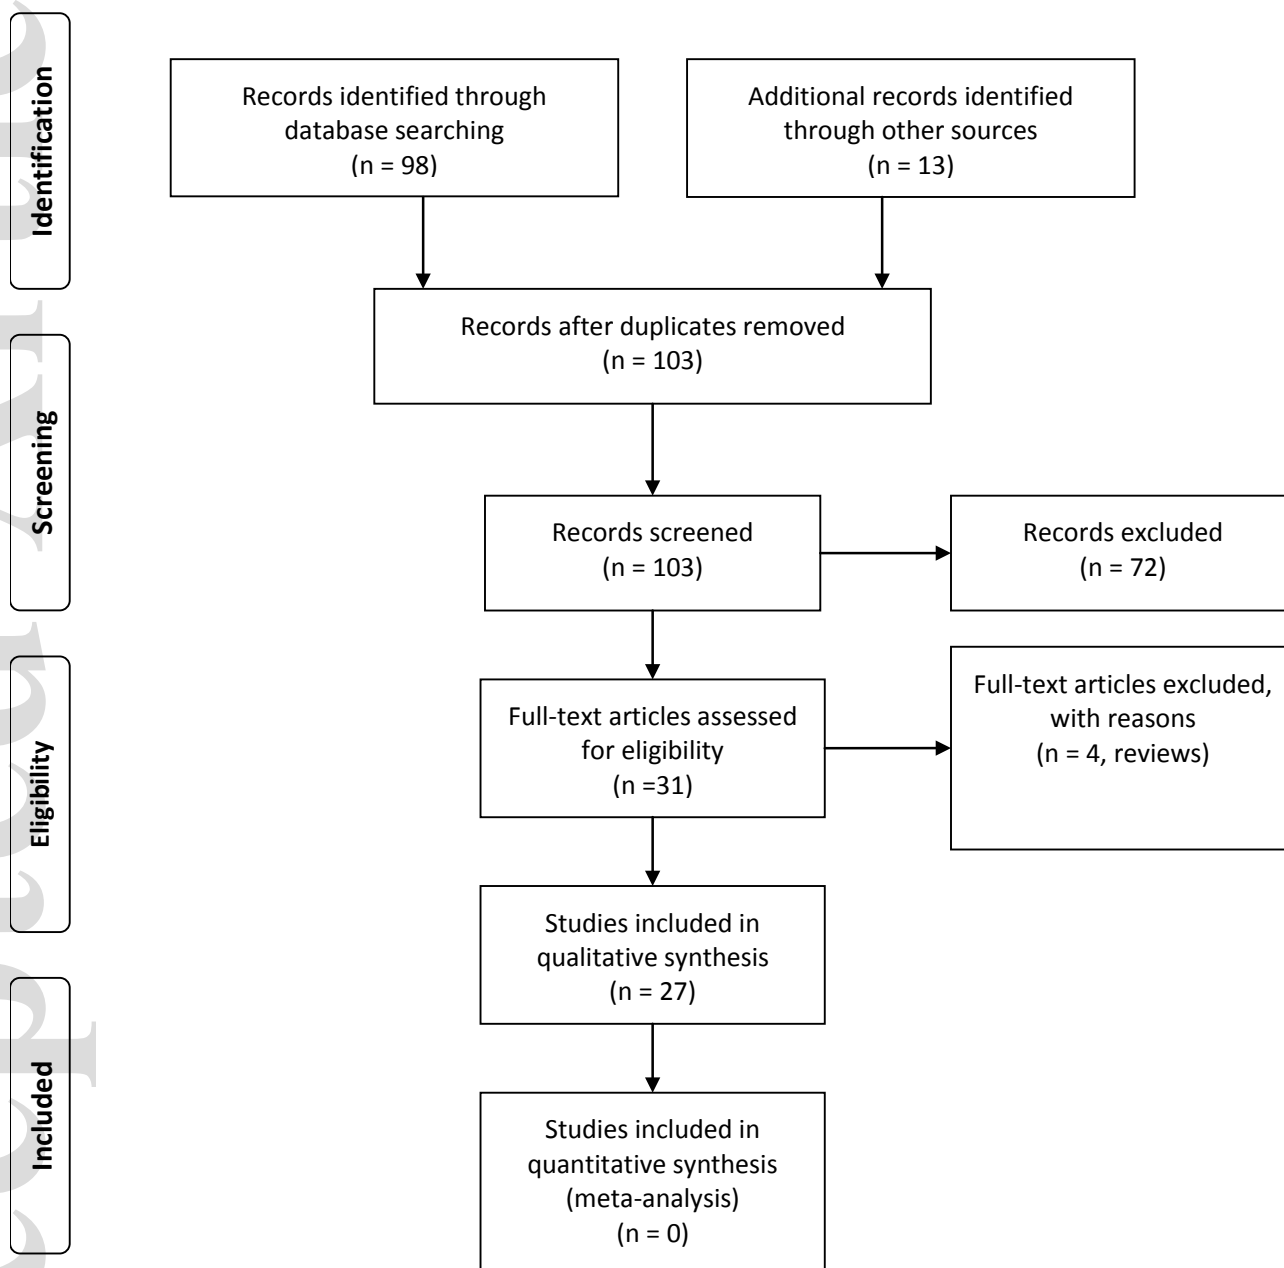 Identification
Records identified through
database searching
(n = 98)
Additional records identified
through other sources
(n = 13)
Records after duplicates removed
(n = 103)
Screening
Records screened
(n = 103)
Records excluded
(n = 72)
Eligibility
Full-text articles assessed
for eligibility
(n =31)
Full-text articles excluded,
with reasons
(n = 4, reviews)
Studies included in
qualitative synthesis
(n = 27)
Included
Studies included in
quantitative synthesis
(meta-analysis)
(n = 0)